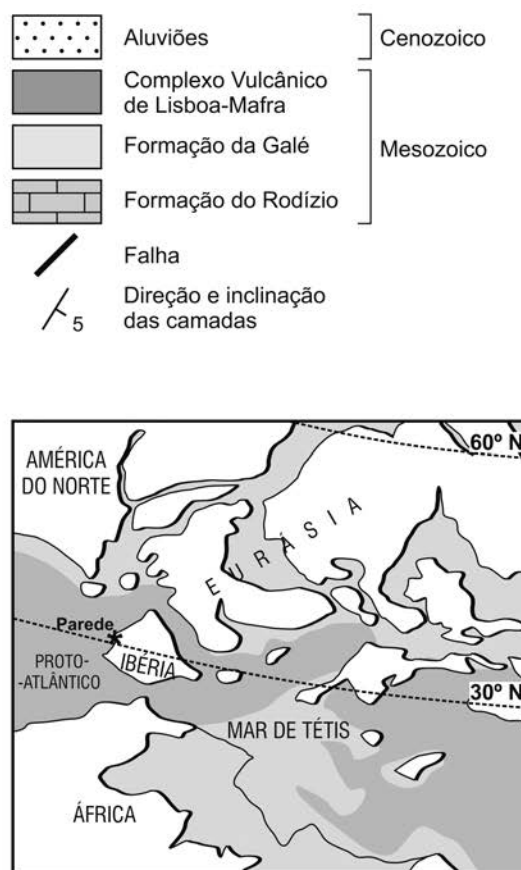 Aluviões
Cenozoico
Complexo Vulcânico
de Lisboa-Mafra
Formação da Galé
Mesozoico
Formação do Rodízio
Falha
Direção e inclinação
das camadas
5
60º N
AMÉRICA
DO NORTE
EURÁSIA
Parede
IBÉRIA
PROTO-
-ATLÂNTICO
30º N
MAR DE TÉTIS
ÁFRICA